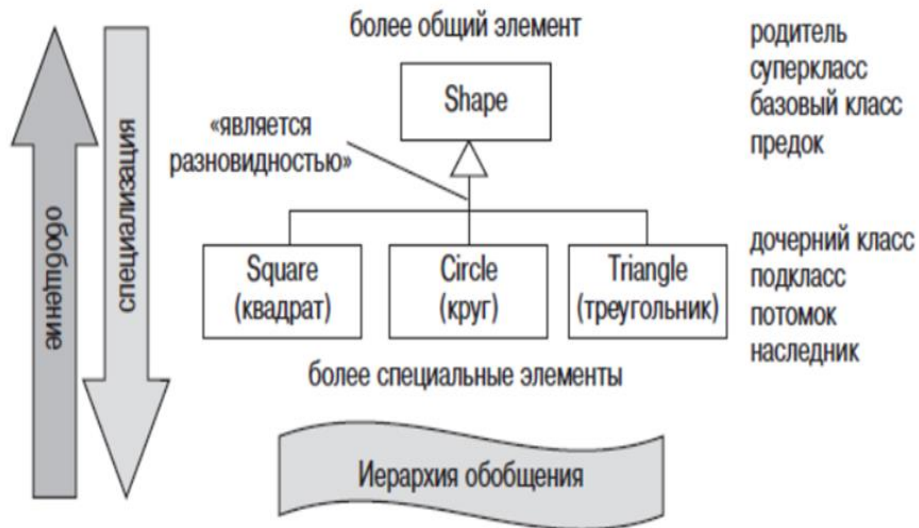 более общий элемент
Shape
«является
разновидностью»
родитель
суперкласс
базовый класс
предок
обобщение
специализация
Square
(квадрат)
Circle
(круг)
Triangle
(треугольник)
дочерний класс
подкласс
потомок
наследник
более специальные элементы
Иерархия обобщения